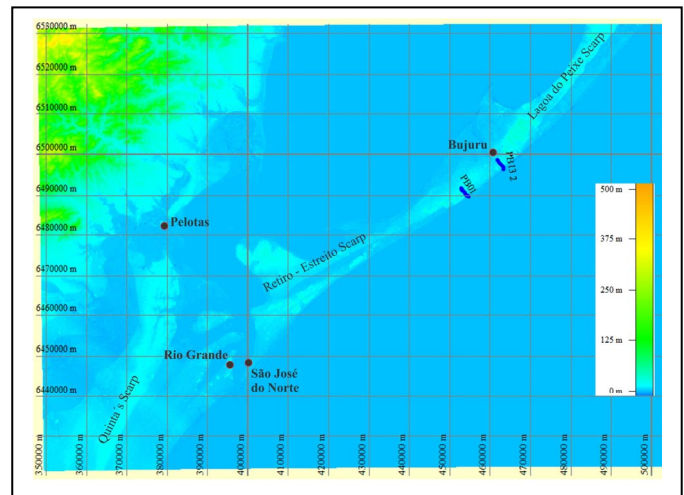 6530000 m
6520000 m
6510000 m
6500000 m
6490000 m
6480000 m
6470000 m
6460000 m
6450000 m
6440000 m
Lagoa do Peixe Scarp
Bujuru
PB13/2
PB01
Pelotas
Retiro - Estreito Scarp
Rio Grande
São José
do Norte
Quinta´s Scarp
500 m
375 m
250 m
125 m
0 m
350000 m
360000 m
370000 m
380000 m
390000 m
400000 m
410000 m
420000 m
430000 m
440000 m
450000 m
460000 m
470000 m
480000 m
490000 m
500000 m